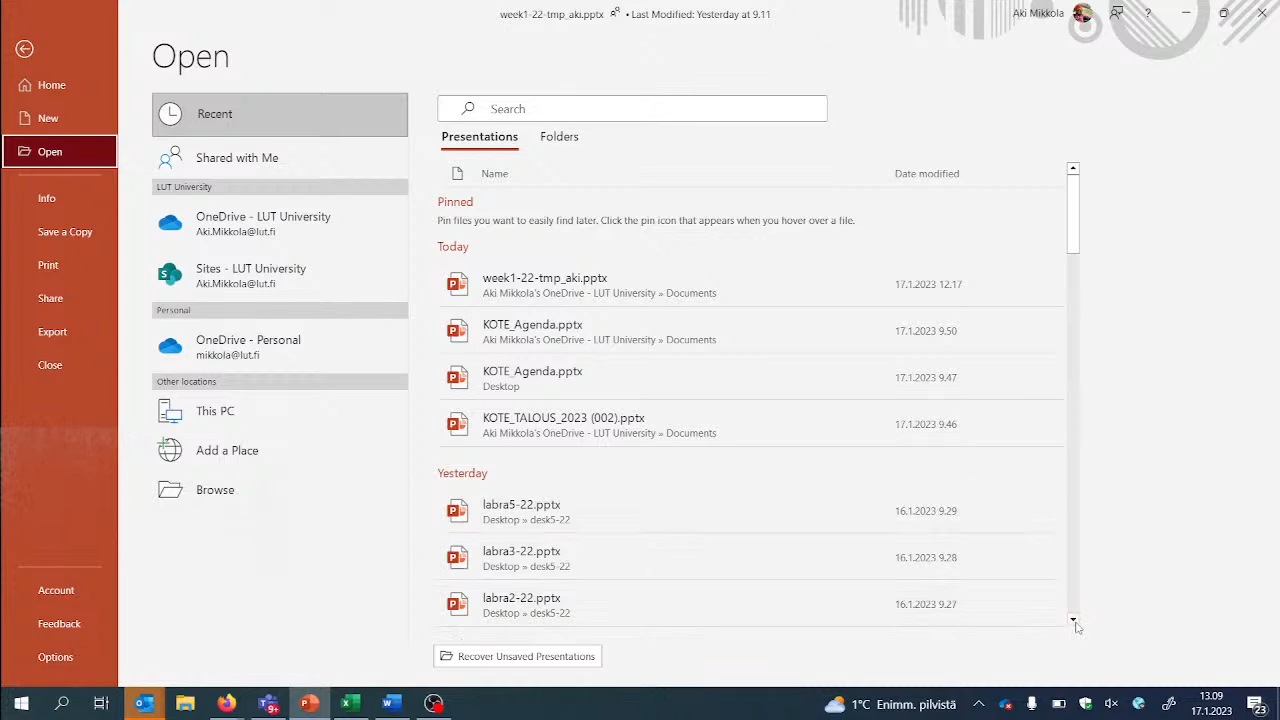 week1-22-tmp_aki.pptx • Last Modified: Yesterday at 9.11
Aki Mikkola
?
Open
Home
New
Open
Info
Save a Copy
Print
Share
Export
Close
Account
Feedback
Options
Recent
Shared with Me
LUT University
OneDrive - LUT University
Aki.Mikkola@lut.fi
Sites - LUT University
Aki.Mikkola@lut.fi
Personal
OneDrive - Personal
mikkola@lut.fi
Other locations
This PC
Add a Place
Browse
Search
Presentations Folders
Name Date modified
Pinned
Pin files you want to easily find later. Click the pin icon that appears when you hover over a file.
Today
week1-22-tmp_aki.pptx 17.1.2023 12.17
Aki Mikkola's OneDrive - LUT University » Documents
KOTE_Agenda.pptx 17.1.2023 9.50
Aki Mikkola's OneDrive - LUT University » Documents
KOTE_Agenda.pptx 17.1.2023 9.47
Desktop
KOTE_TALOUS_2023 (002).pptx 17.1.2023 9.46
Aki Mikkola's OneDrive - LUT University » Documents
Yesterday
labra5-22.pptx 16.1.2023 9.29
Desktop » desk5-22
labra3-22.pptx 16.1.2023 9.28
Desktop » desk5-22
labra2-22.pptx 16.1.2023 9.27
Desktop » desk5-22
Recover Unsaved Presentations
1°C Enimm. pilvistä
13.09
17.1.2023
23